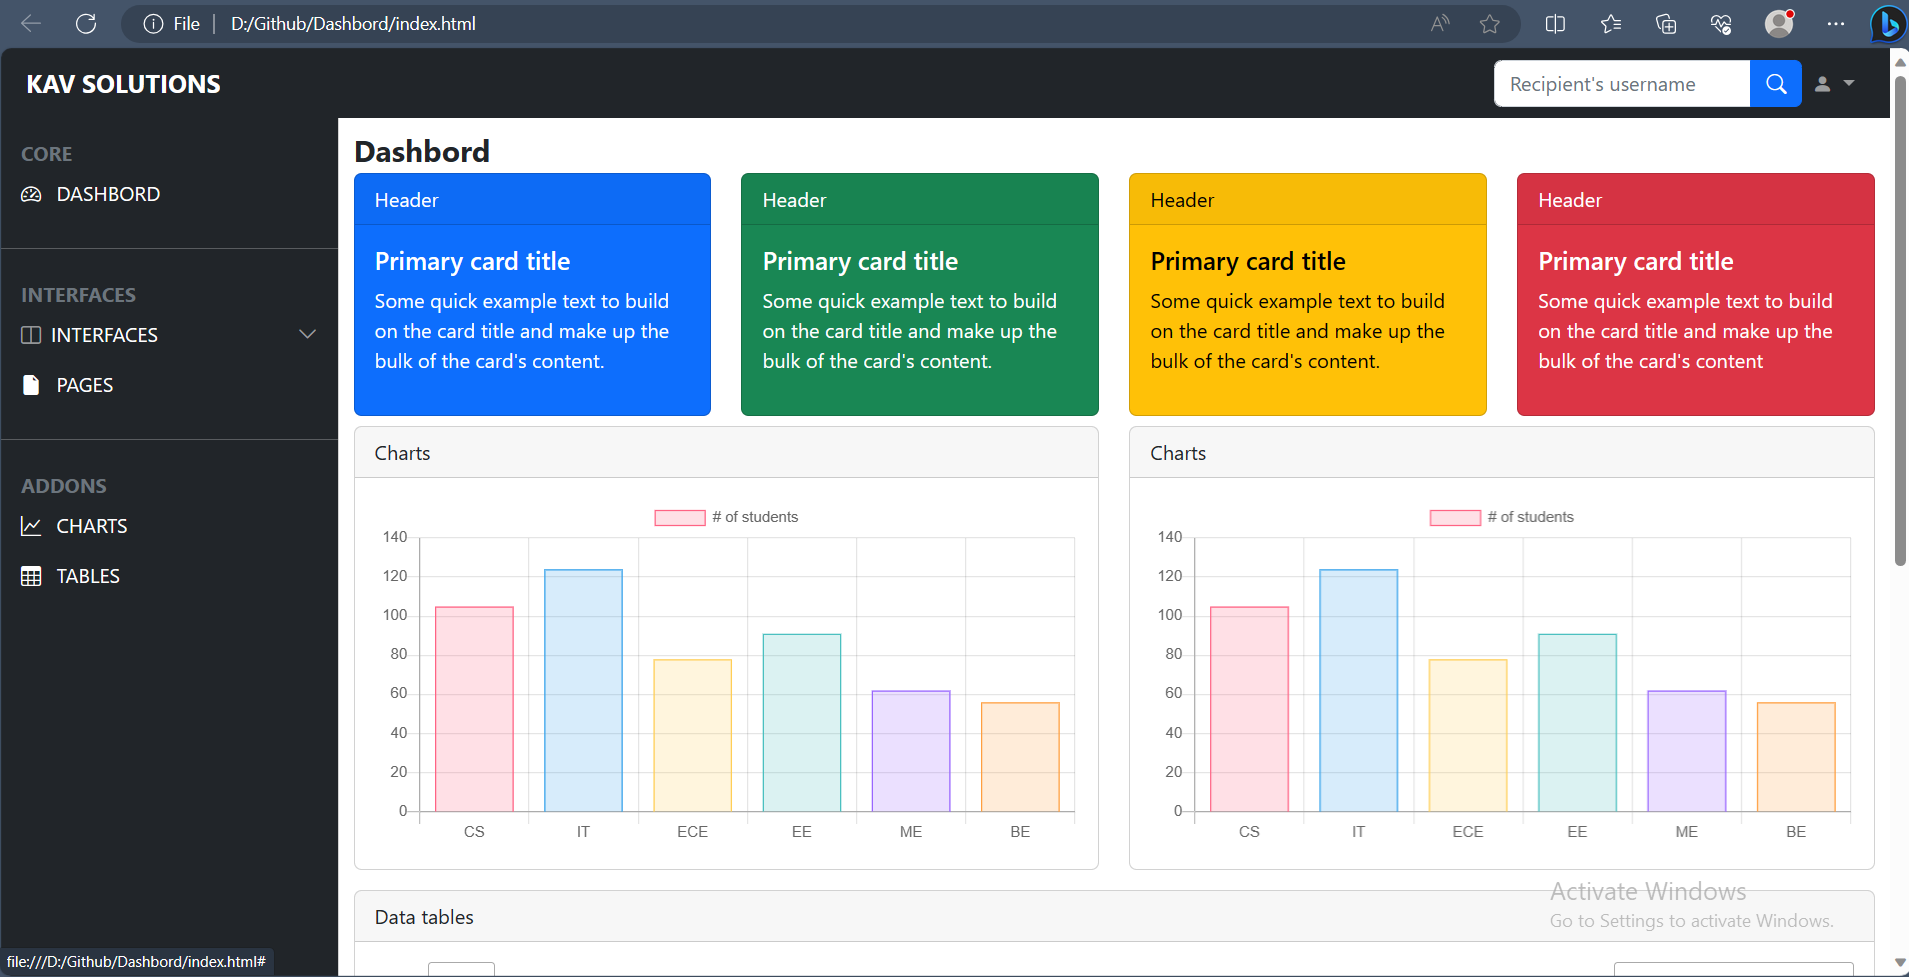 File
D:/Github/Dashbord/index.html
KAV SOLUTIONS
Recipient's username
CORE
DASHBORD
INTERFACES
INTERFACES
PAGES
ADDONS
CHARTS
TABLES
Dashbord
Header
Primary card title
Some quick example text to build
on the card title and make up the
bulk of the card's content.
Header
Primary card title
Some quick example text to build
on the card title and make up the
bulk of the card's content.
Header
Primary card title
Some quick example text to build
on the card title and make up the
bulk of the card's content.
Header
Primary card title
Some quick example text to build
on the card title and make up the
bulk of the card's content
Charts
# of students
140
120
100
80
60
40
20
0
CS IT ECE EE ME BE
Charts
# of students
140
120
100
80
60
40
20
0
CS IT ECE EE ME BE
Data tables
Activate Windows
Go to Settings to activate Windows.
file:///D:/Github/Dashbord/index.html#